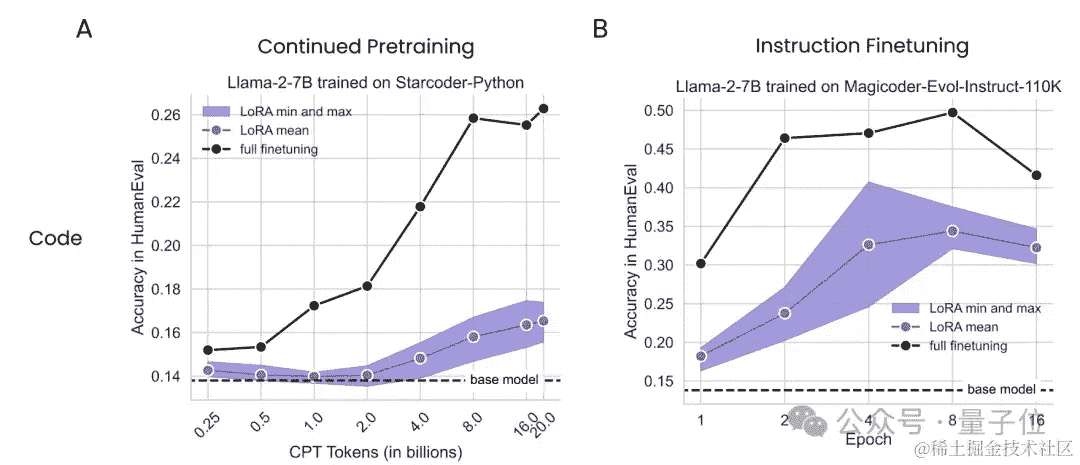 A
Continued Pretraining
Llama-2-7B trained on Starcoder-Python
LoRA min and max
LoRA mean
full finetuning
0.26
0.24
0.22
0.20
0.18
0.16
0.14
Accuracy in HumanEval
base model
0.25
0.5
1.0
2.0
4.0
8.0
16.0
20.0
CPT Tokens (in billions)
Code
B
Instruction Finetuning
Llama-2-7B trained on Magicoder-Evol-Instruct-110K
0.50
0.45
0.40
0.35
0.30
0.25
0.20
0.15
Accuracy in HumanEval
LoRA min and max
LoRA mean
full finetuning
base model
1
2
4
8
16
Epoch
公众号·量子位
@稀土掘金技术社区